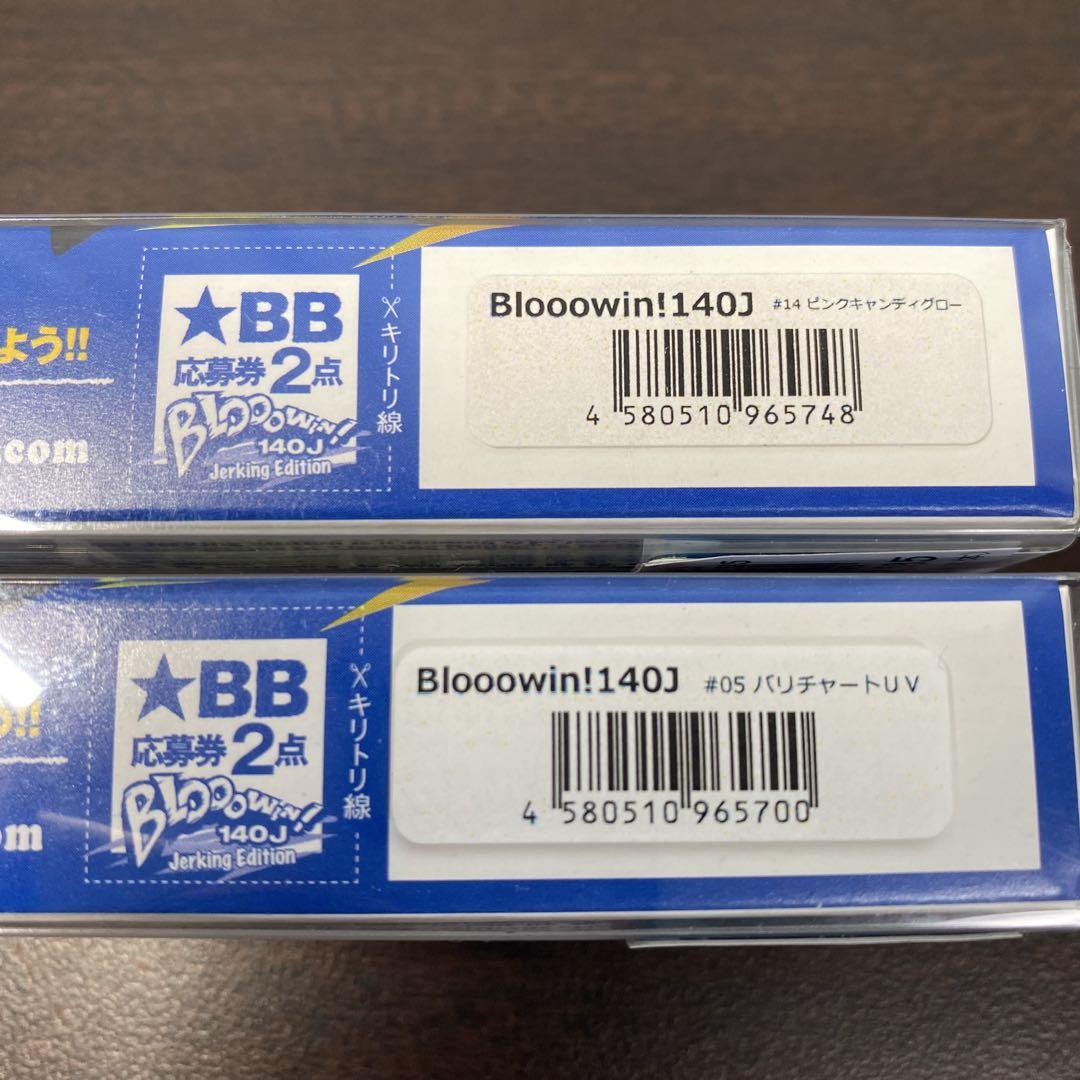 よう!!
.com
★BB
応募券2点
BLOOOWIN!
140J
Jerking Edition
キリトリ線
Blooowin!140J #14 ピンクキャンディグロー
4 580510 965748
!!
om
★BB
応募券2点
BLOOOWIN!
140J
Jerking Edition
キリトリ線
Blooowin!140J #05 バリチャートUV
4 580510 965700